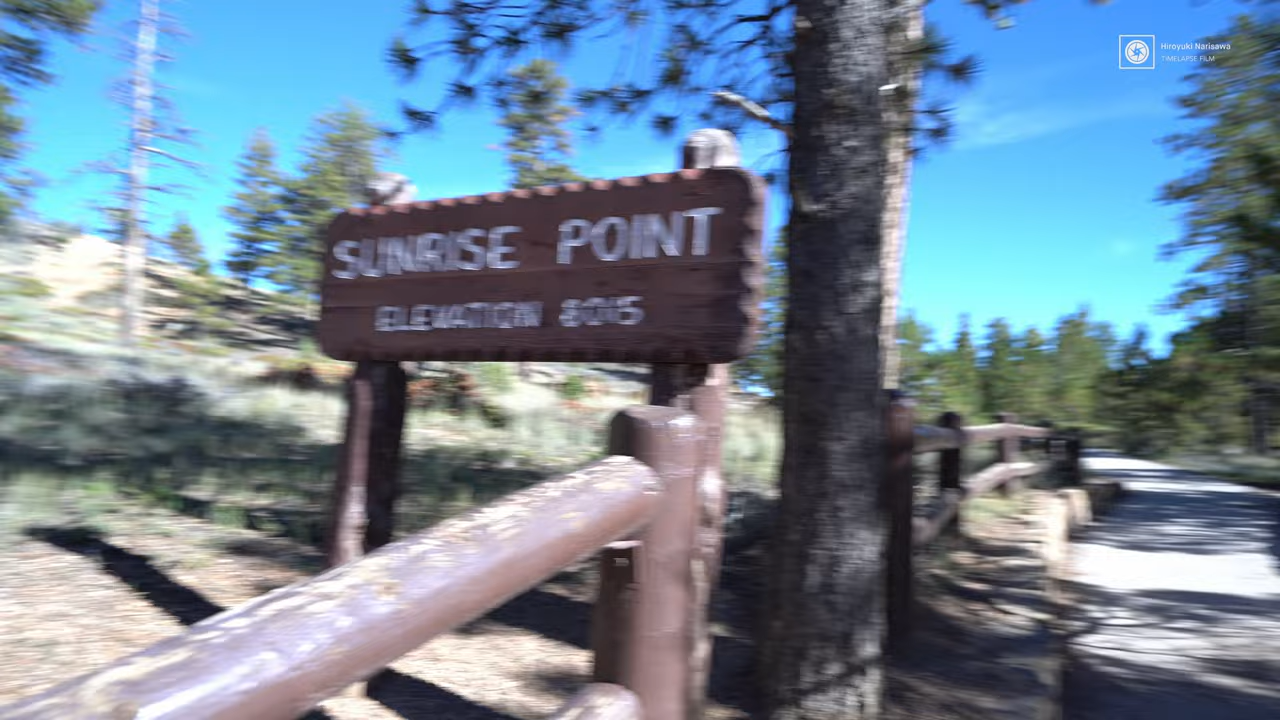 Hiroyuki Narisawa
TIMELAPSE FILM
SUNRISE POINT
ELEVATION 8015